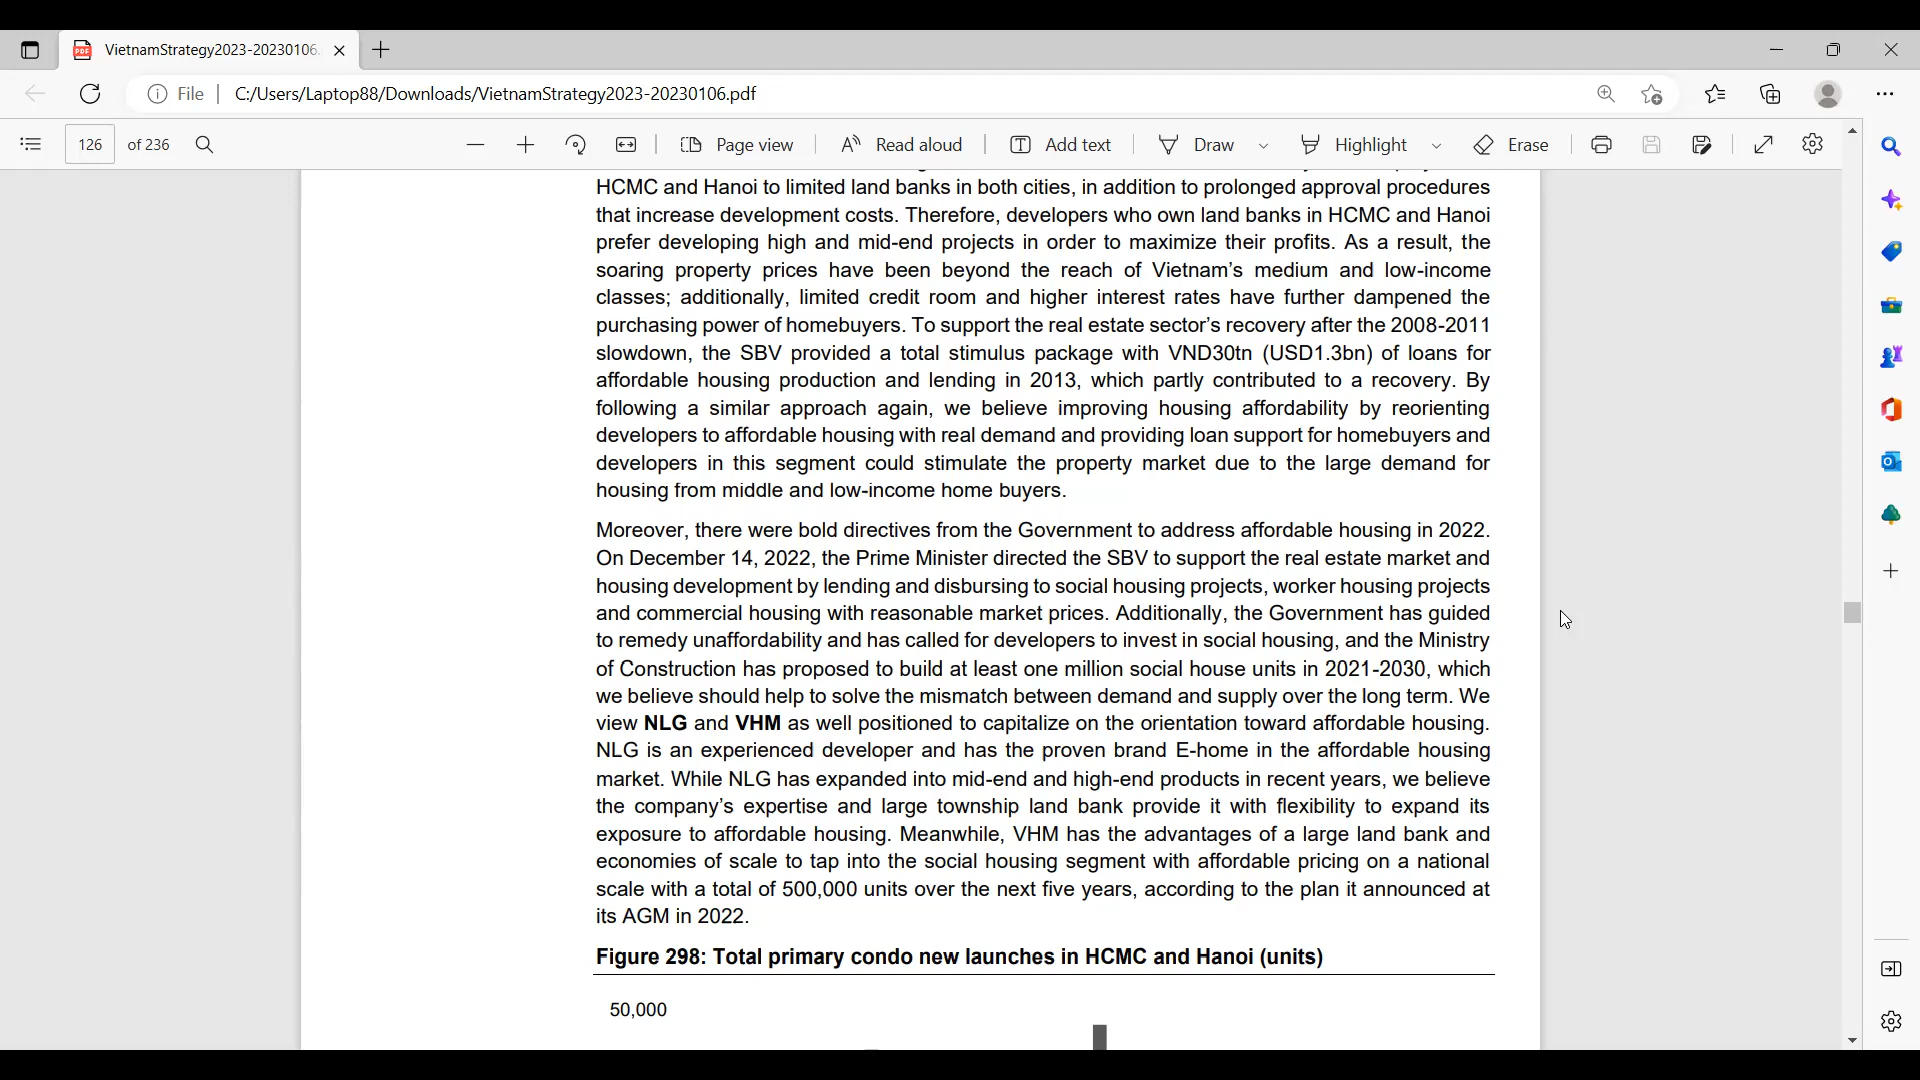 VietnamStrategy2023-20230106
File
C:/Users/Laptop88/Downloads/VietnamStrategy2023-20230106.pdf
126 of 236
Page view
Read aloud
Add text
Draw
Highlight
Erase
HCMC and Hanoi to limited land banks in both cities, in addition to prolonged approval procedures
that increase development costs. Therefore, developers who own land banks in HCMC and Hanoi
prefer developing high and mid-end projects in order to maximize their profits. As a result, the
soaring property prices have been beyond the reach of Vietnam's medium and low-income
classes; additionally, limited credit room and higher interest rates have further dampened the
purchasing power of homebuyers. To support the real estate sector's recovery after the 2008-2011
slowdown, the SBV provided a total stimulus package with VND30tn (USD1.3bn) of loans for
affordable housing production and lending in 2013, which partly contributed to a recovery. By
following a similar approach again, we believe improving housing affordability by reorienting
developers to affordable housing with real demand and providing loan support for homebuyers and
developers in this segment could stimulate the property market due to the large demand for
housing from middle and low-income home buyers.
Moreover, there were bold directives from the Government to address affordable housing in 2022.
On December 14, 2022, the Prime Minister directed the SBV to support the real estate market and
housing development by lending and disbursing to social housing projects, worker housing projects
and commercial housing with reasonable market prices. Additionally, the Government has guided
to remedy unaffordability and has called for developers to invest in social housing, and the Ministry
of Construction has proposed to build at least one million social house units in 2021-2030, which
we believe should help to solve the mismatch between demand and supply over the long term. We
view NLG and VHM as well positioned to capitalize on the orientation toward affordable housing.
NLG is an experienced developer and has the proven brand E-home in the affordable housing
market. While NLG has expanded into mid-end and high-end products in recent years, we believe
the company's expertise and large township land bank provide it with flexibility to expand its
exposure to affordable housing. Meanwhile, VHM has the advantages of a large land bank and
economies of scale to tap into the social housing segment with affordable pricing on a national
scale with a total of 500,000 units over the next five years, according to the plan it announced at
its AGM in 2022.
Figure 298: Total primary condo new launches in HCMC and Hanoi (units)
50,000